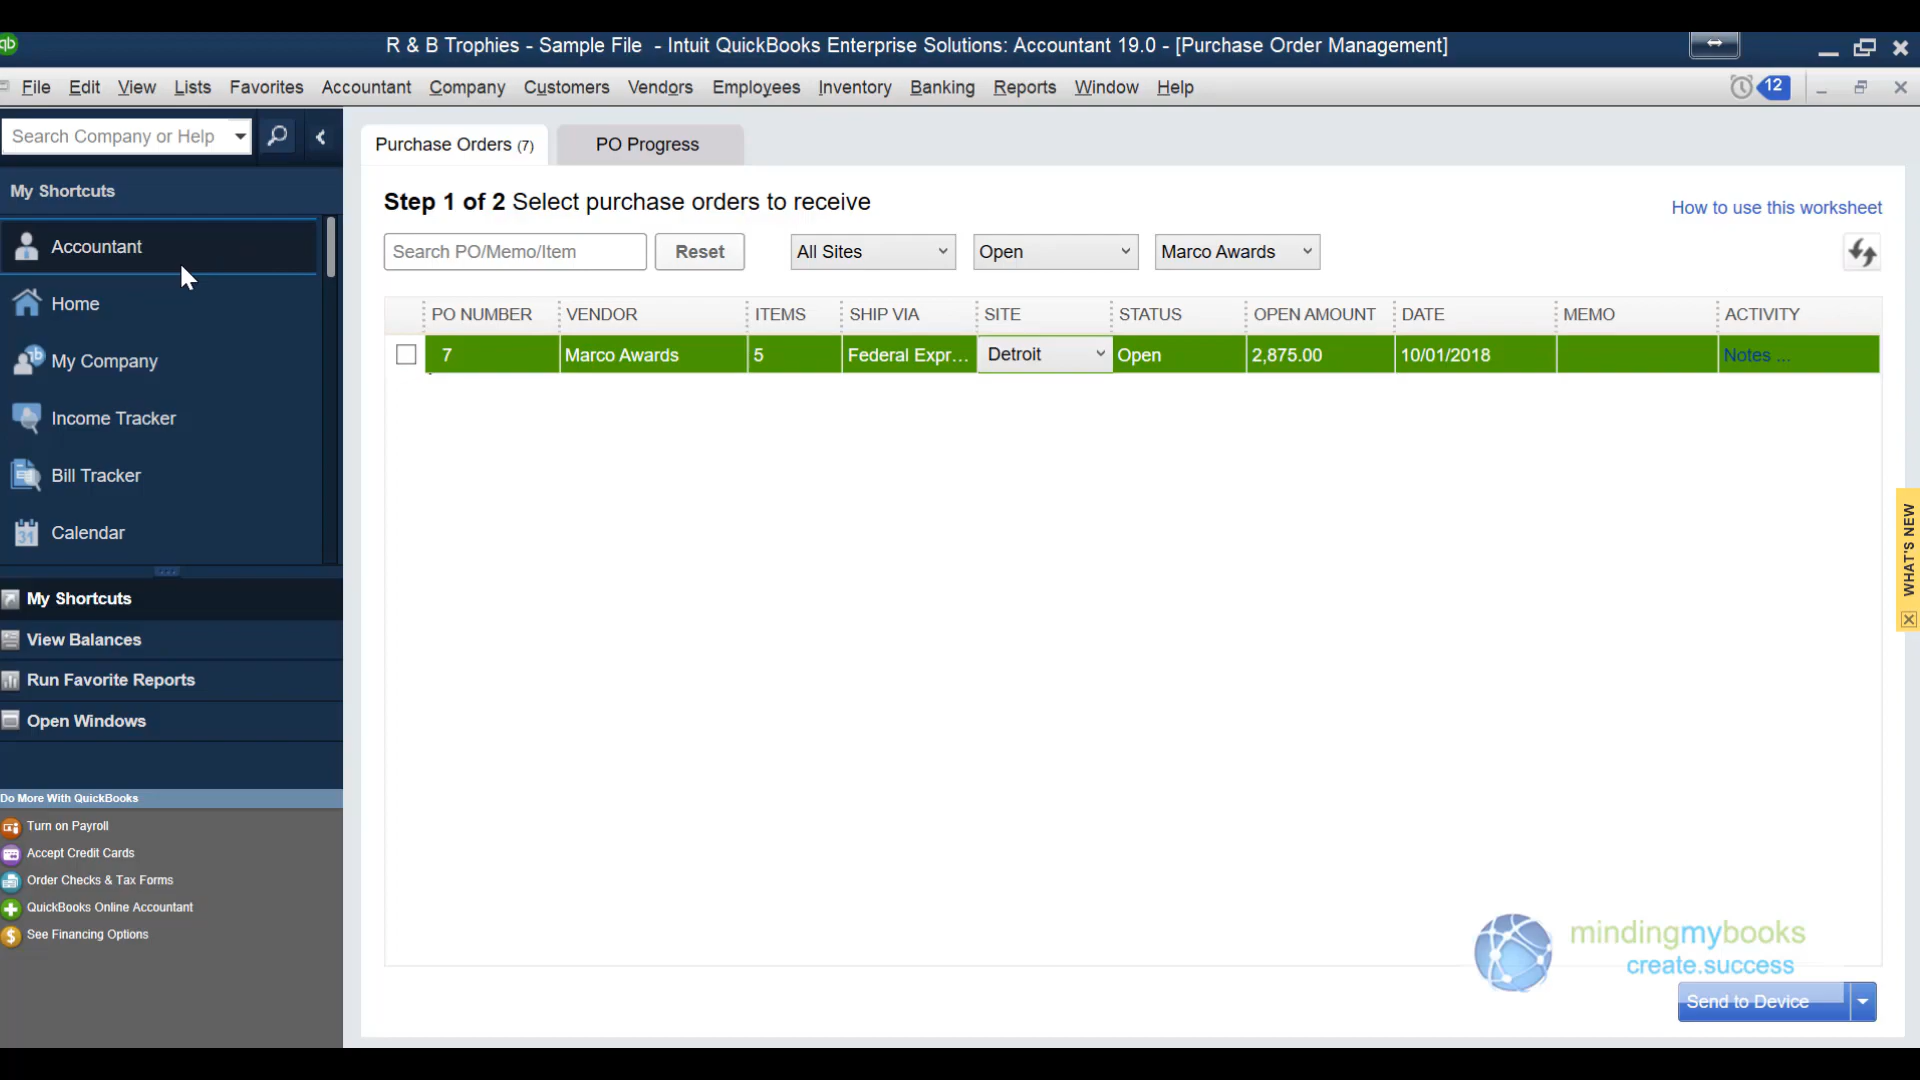 R & B Trophies - Sample File - Intuit QuickBooks Enterprise Solutions: Accountant 19.0 - [Purchase Order Management]
File Edit View Lists Favorites Accountant Company Customers Vendors Employees Inventory Banking Reports Window Help
12
Search Company or Help
My Shortcuts
Accountant
Home
My Company
Income Tracker
Bill Tracker
31 Calendar
My Shortcuts
View Balances
Run Favorite Reports
Open Windows
Do More With QuickBooks
Turn on Payroll
Accept Credit Cards
Order Checks & Tax Forms
QuickBooks Online Accountant
See Financing Options
Purchase Orders (7) PO Progress
Step 1 of 2 Select purchase orders to receive
How to use this worksheet
Search PO/Memo/Item Reset All Sites Open Marco Awards
PO NUMBER VENDOR ITEMS SHIP VIA SITE STATUS OPEN AMOUNT DATE MEMO ACTIVITY
7 Marco Awards 5 Federal Expr... Detroit Open 2,875.00 10/01/2018 Notes ...
WHAT'S NEW
mindingmybooks
create.success
Send to Device